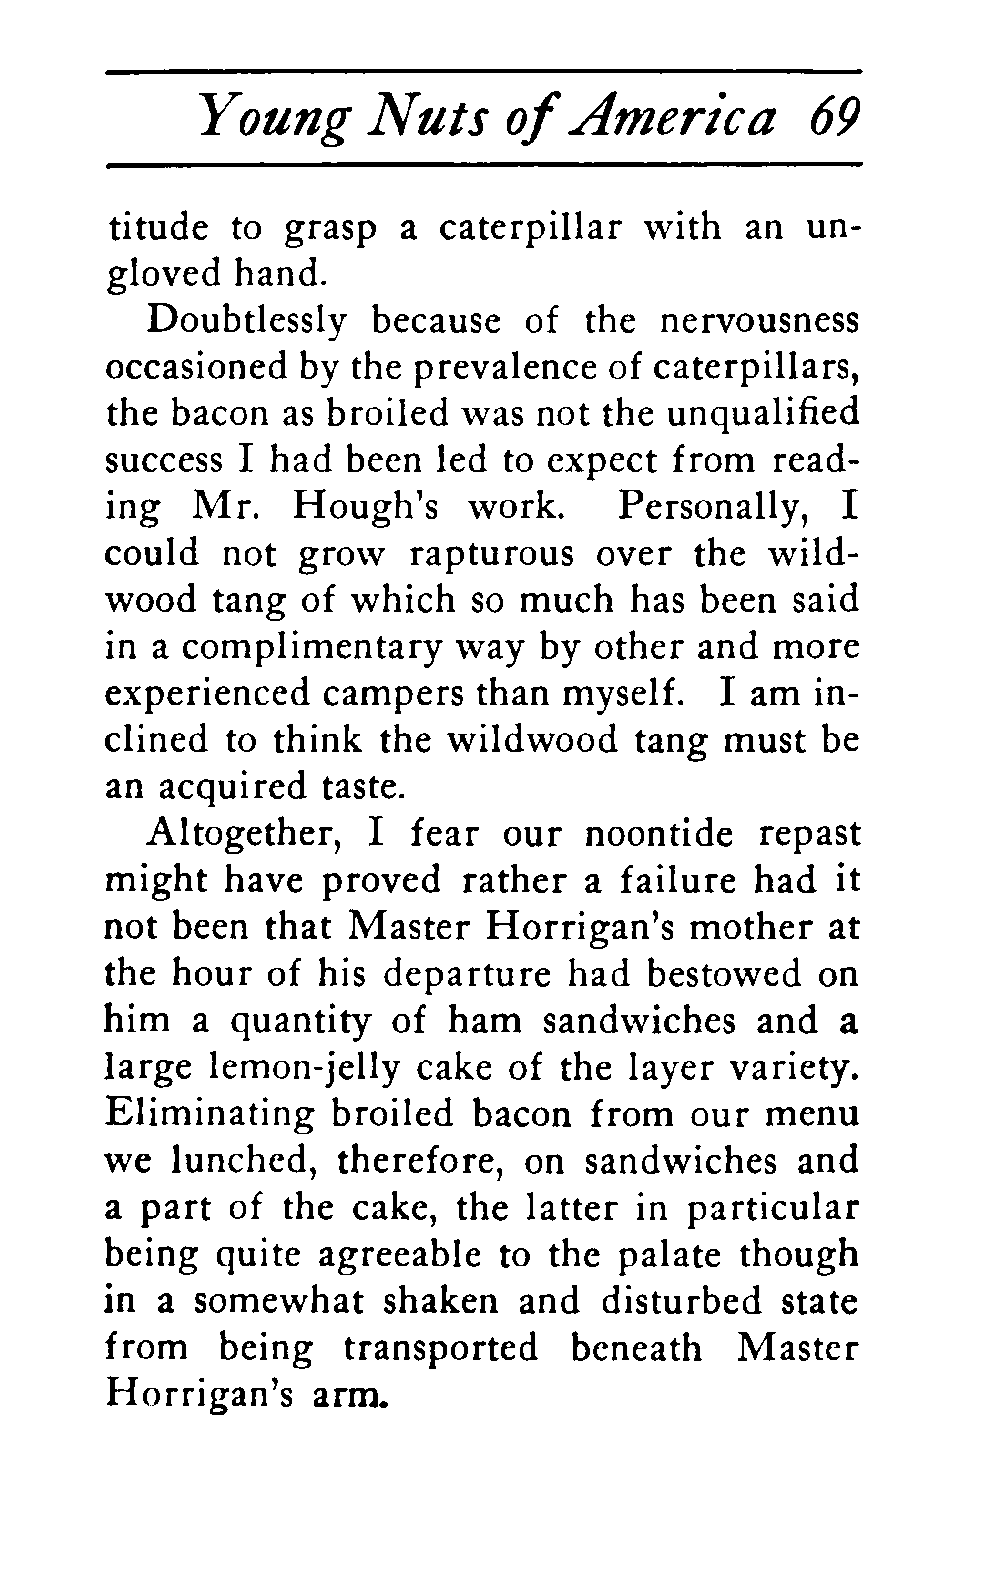 Young Nuts of America 69
titude to grasp a caterpillar with an un-
gloved hand.
Doubtlessly because of the nervousness
occasioned by the prevalence of caterpillars,
the bacon as broiled was not the unqualified
success I had been led to expect from read-
ing Mr. Hough's work. Personally, I
could not grow rapturous over the wild-
wood tang of which so much has been said
in a complimentary way by other and more
experienced campers than myself. I am in-
clined to think the wildwood tang must be
an acquired taste.
Altogether, I fear our noontide repast
might have proved rather a failure had it
not been that Master Horrigan's mother at
the hour of his departure had bestowed on
him a quantity of ham sandwiches and a
large lemon-jelly cake of the layer variety.
Eliminating broiled bacon from our menu
we lunched, therefore, on sandwiches and
a part of the cake, the latter in particular
being quite agreeable to the palate though
in a somewhat shaken and disturbed state
from being transported beneath Master
Horrigan's arm.